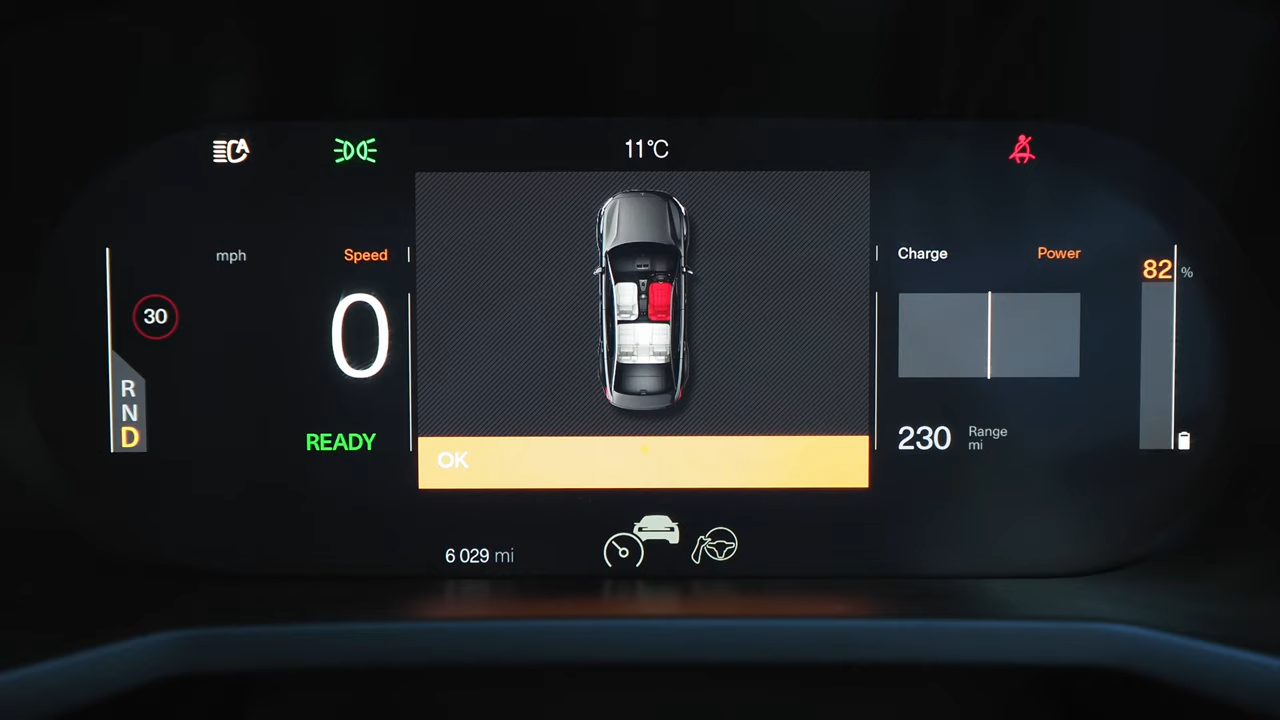 A
11°C
mph
Speed
Charge
Power
82 %
30
0
R
N
D
READY
230
Range
mi
OK
6 029 mi